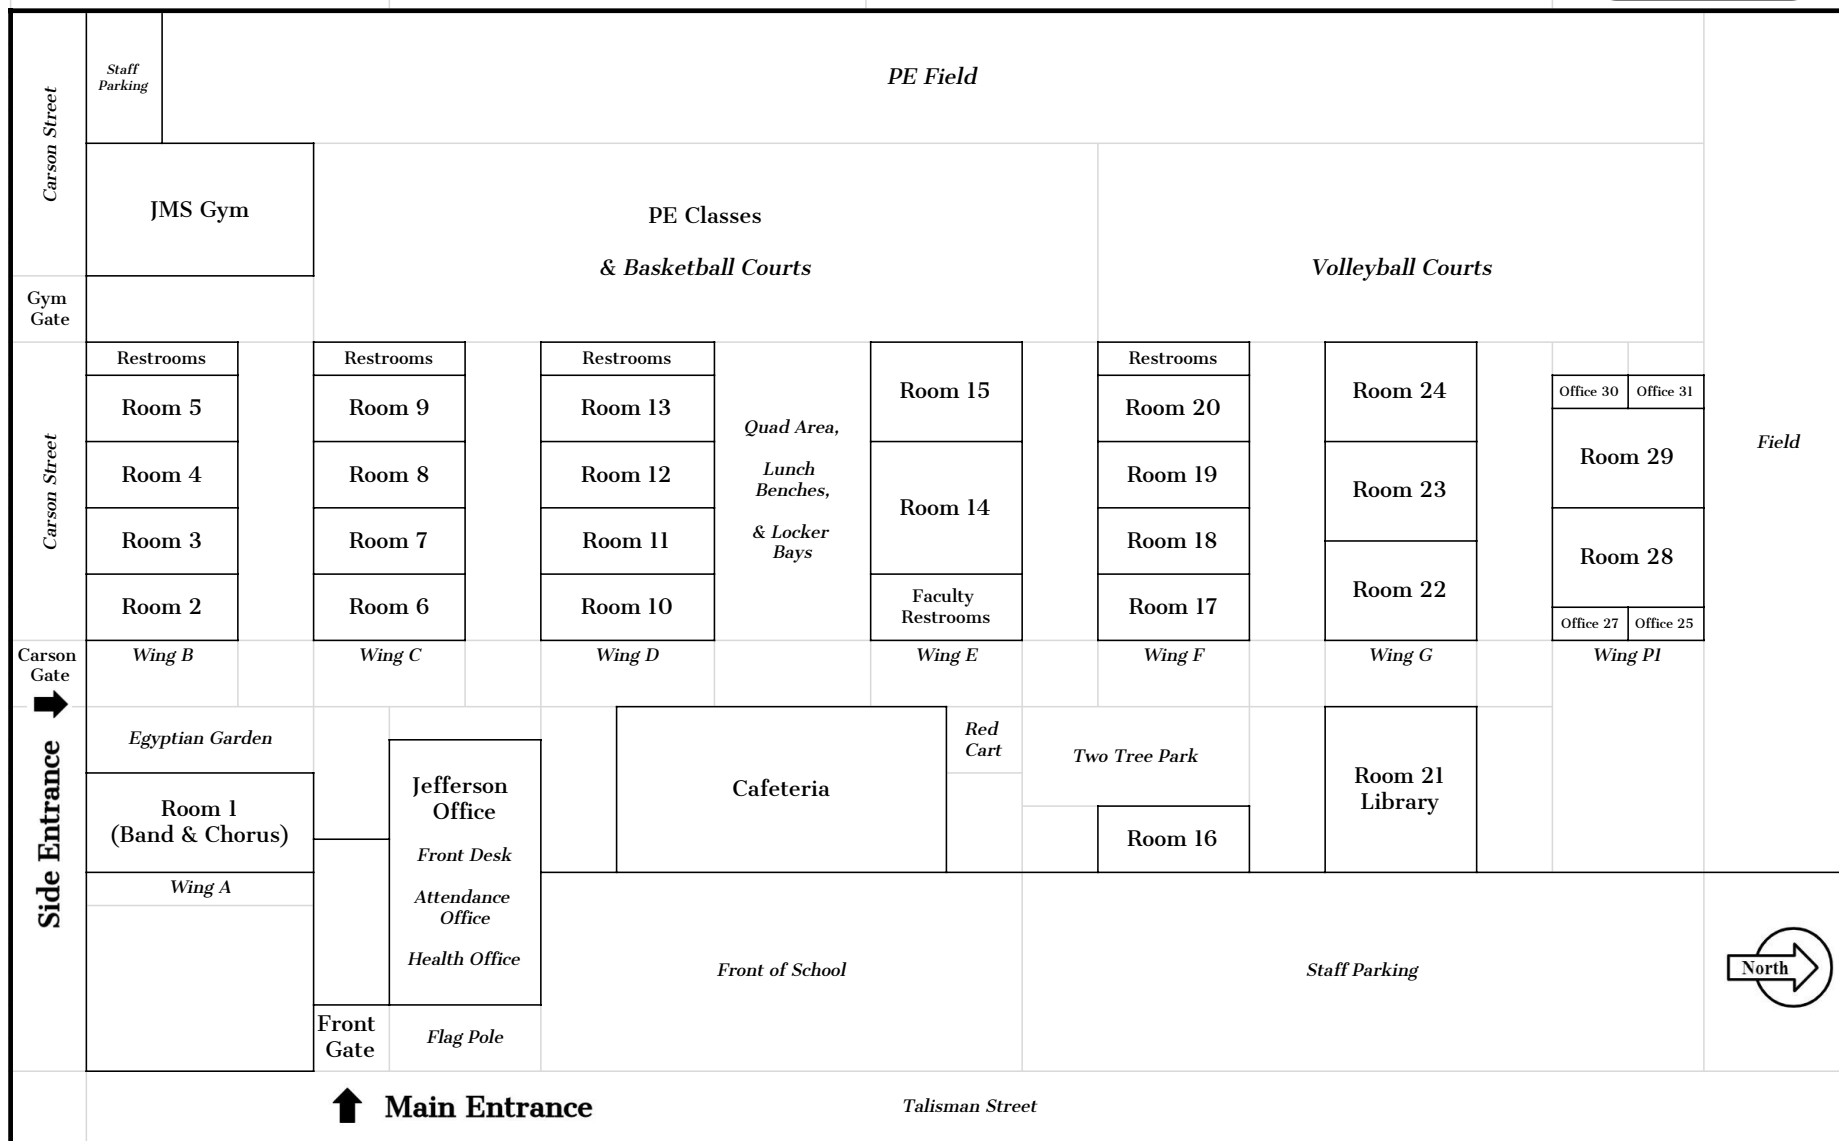 Carson Street
Staff
Parking
PE Field
JMS Gym
PE Classes
& Basketball Courts
Volleyball Courts
Gym
Gate
Carson Street
Restrooms
Room 5
Room 4
Room 3
Room 2
Wing B
Restrooms
Room 9
Room 8
Room 7
Room 6
Wing C
Restrooms
Room 13
Room 12
Room 11
Room 10
Wing D
Quad Area,
Lunch
Benches,
& Locker
Bays
Room 15
Room 14
Faculty
Restrooms
Wing E
Restrooms
Room 20
Room 19
Room 18
Room 17
Wing F
Room 24
Room 23
Room 22
Wing G
Office 30
Office 31
Room 29
Room 28
Office 27
Office 25
Wing P1
Field
Carson
Gate
Side Entrance
Egyptian Garden
Room 1
(Band & Chorus)
Wing A
Jefferson
Office
Front Desk
Attendance
Office
Health Office
Cafeteria
Red
Cart
Two Tree Park
Room 16
Room 21
Library
Front of School
Staff Parking
North
Front
Gate
Flag Pole
Main Entrance
Talisman Street